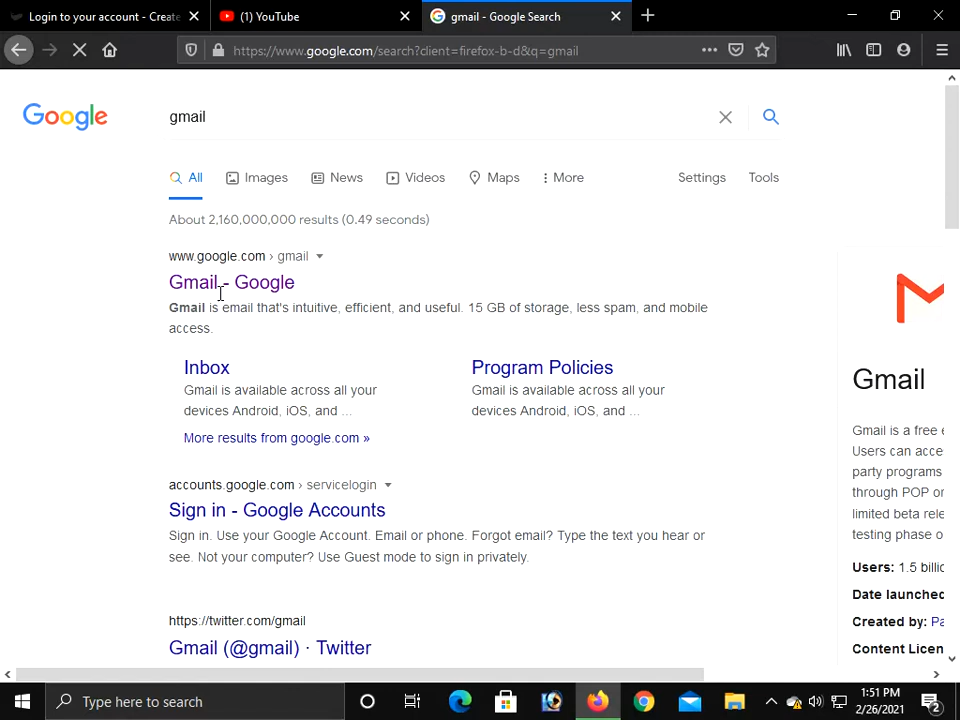 Login to your account - Create
(1) YouTube
gmail - Google Search
https://www.google.com/search?client=firefox-b-d&q=gmail
Google
gmail
All
Images
News
Videos
Maps
More
Settings
Tools
About 2,160,000,000 results (0.49 seconds)
www.google.com › gmail
Gmail - Google
Gmail is email that's intuitive, efficient, and useful. 15 GB of storage, less spam, and mobile
access.
Inbox
Gmail is available across all your
devices Android, iOS, and ...
Program Policies
Gmail is available across all your
devices Android, iOS, and ...
More results from google.com »
accounts.google.com › servicelogin
Sign in - Google Accounts
Sign in. Use your Google Account. Email or phone. Forgot email? Type the text you hear or
see. Not your computer? Use Guest mode to sign in privately.
https://twitter.com/gmail
Gmail (@gmail) · Twitter
Gmail
Gmail is a free e
Users can acce
party programs
through POP or
limited beta rele
testing phase o
Users: 1.5 billio
Date launched
Created by: Pa
Content Licen
Type here to search
1:51 PM
2/26/2021
2